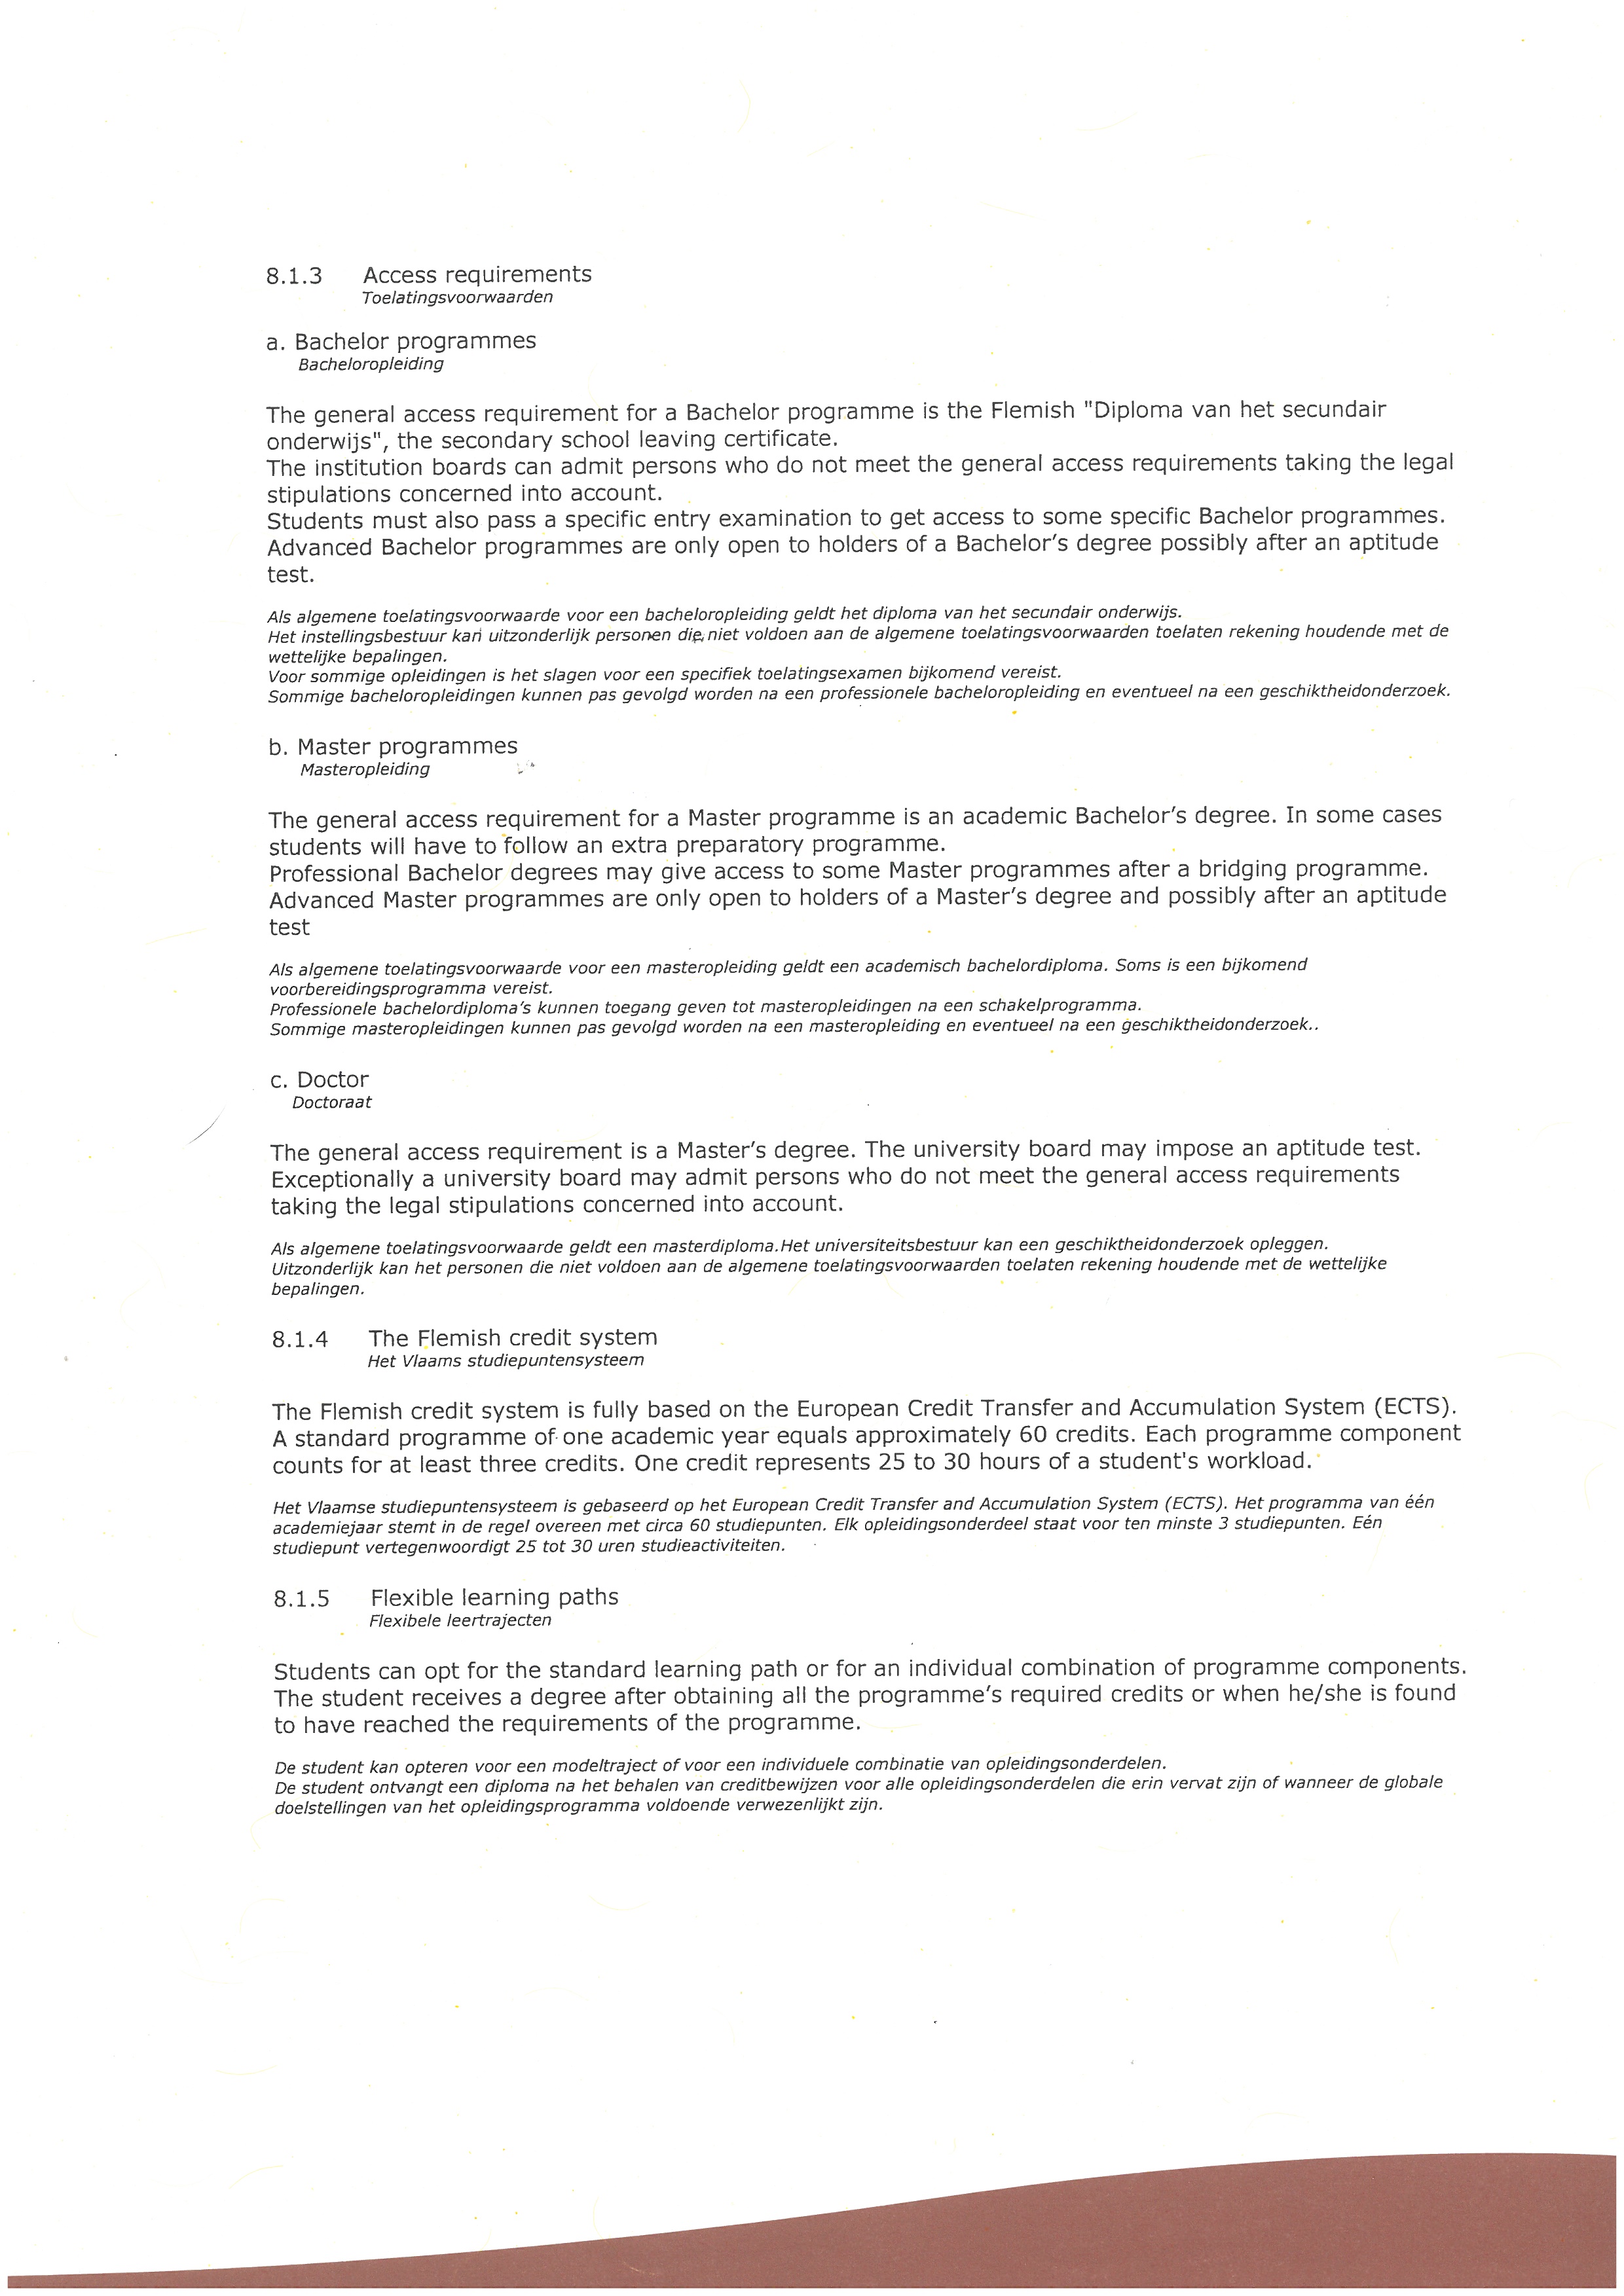 8.1.3 Access requirements
Toelatingsvoorwaarden
a. Bachelor programmes
Bacheloropleiding
The general access requirement for a Bachelor programme is the Flemish "Diploma van het secundair
onderwijs", the secondary school leaving certificate.
The institution boards can admit persons who do not meet the general access requirements taking the legal
stipulations concerned into account.
Students must also pass a specific entry examination to get access to some specific Bachelor programmes.
Advanced Bachelor programmes are only open to holders of a Bachelor's degree possibly after an aptitude
test.
Als algemene toelatingsvoorwaarde voor een bacheloropleiding geldt het diploma van het secundair onderwijs.
Het instellingsbestuur kan uitzonderlijk personen die niet voldoen aan de algemene toelatingsvoorwaarden toelaten rekening houdende met de
wettelijke bepalingen.
Voor sommige opleidingen is het slagen voor een specifiek toelatingsexamen bijkomend vereist.
Sommige bacheloropleidingen kunnen pas gevolgd worden na een professionele bacheloropleiding en eventueel na een geschiktheidonderzoek.
b. Master programmes
Masteropleiding
The general access requirement for a Master programme is an academic Bachelor's degree. In some cases
students will have to follow an extra preparatory programme.
Professional Bachelor degrees may give access to some Master programmes after a bridging programme.
Advanced Master programmes are only open to holders of a Master's degree and possibly after an aptitude
test
Als algemene toelatingsvoorwaarde voor een masteropleiding geldt een academisch bachelordiploma. Soms is een bijkomend
voorbereidingsprogramma vereist.
Professionele bachelordiploma's kunnen toegang geven tot masteropleidingen na een schakelprogramma.
Sommige masteropleidingen kunnen pas gevolgd worden na een masteropleiding en eventueel na een geschiktheidonderzoek..
c. Doctor
Doctoraat
The general access requirement is a Master's degree. The university board may impose an aptitude test.
Exceptionally a university board may admit persons who do not meet the general access requirements
taking the legal stipulations concerned into account.
Als algemene toelatingsvoorwaarde geldt een masterdiploma.Het universiteitsbestuur kan een geschiktheidonderzoek opleggen.
Uitzonderlijk kan het personen die niet voldoen aan de algemene toelatingsvoorwaarden toelaten rekening houdende met de wettelijke
bepalingen.
8.1.4 The Flemish credit system
Het Vlaams studiepuntensysteem
The Flemish credit system is fully based on the European Credit Transfer and Accumulation System (ECTS).
A standard programme of one academic year equals approximately 60 credits. Each programme component
counts for at least three credits. One credit represents 25 to 30 hours of a student's workload.
Het Vlaamse studiepuntensysteem is gebaseerd op het European Credit Transfer and Accumulation System (ECTS). Het programma van één
academiejaar stemt in de regel overeen met circa 60 studiepunten. Elk opleidingsonderdeel staat voor ten minste 3 studiepunten. Eén
studiepunt vertegenwoordigt 25 tot 30 uren studieactiviteiten.
8.1.5 Flexible learning paths
Flexibele leertrajecten
Students can opt for the standard learning path or for an individual combination of programme components.
The student receives a degree after obtaining all the programme's required credits or when he/she is found
to have reached the requirements of the programme.
De student kan opteren voor een modeltraject of voor een individuele combinatie van opleidingsonderdelen.
De student ontvangt een diploma na het behalen van creditbewijzen voor alle opleidingsonderdelen die erin vervat zijn of wanneer de globale
doelstellingen van het opleidingsprogramma voldoende verwezenlijkt zijn.